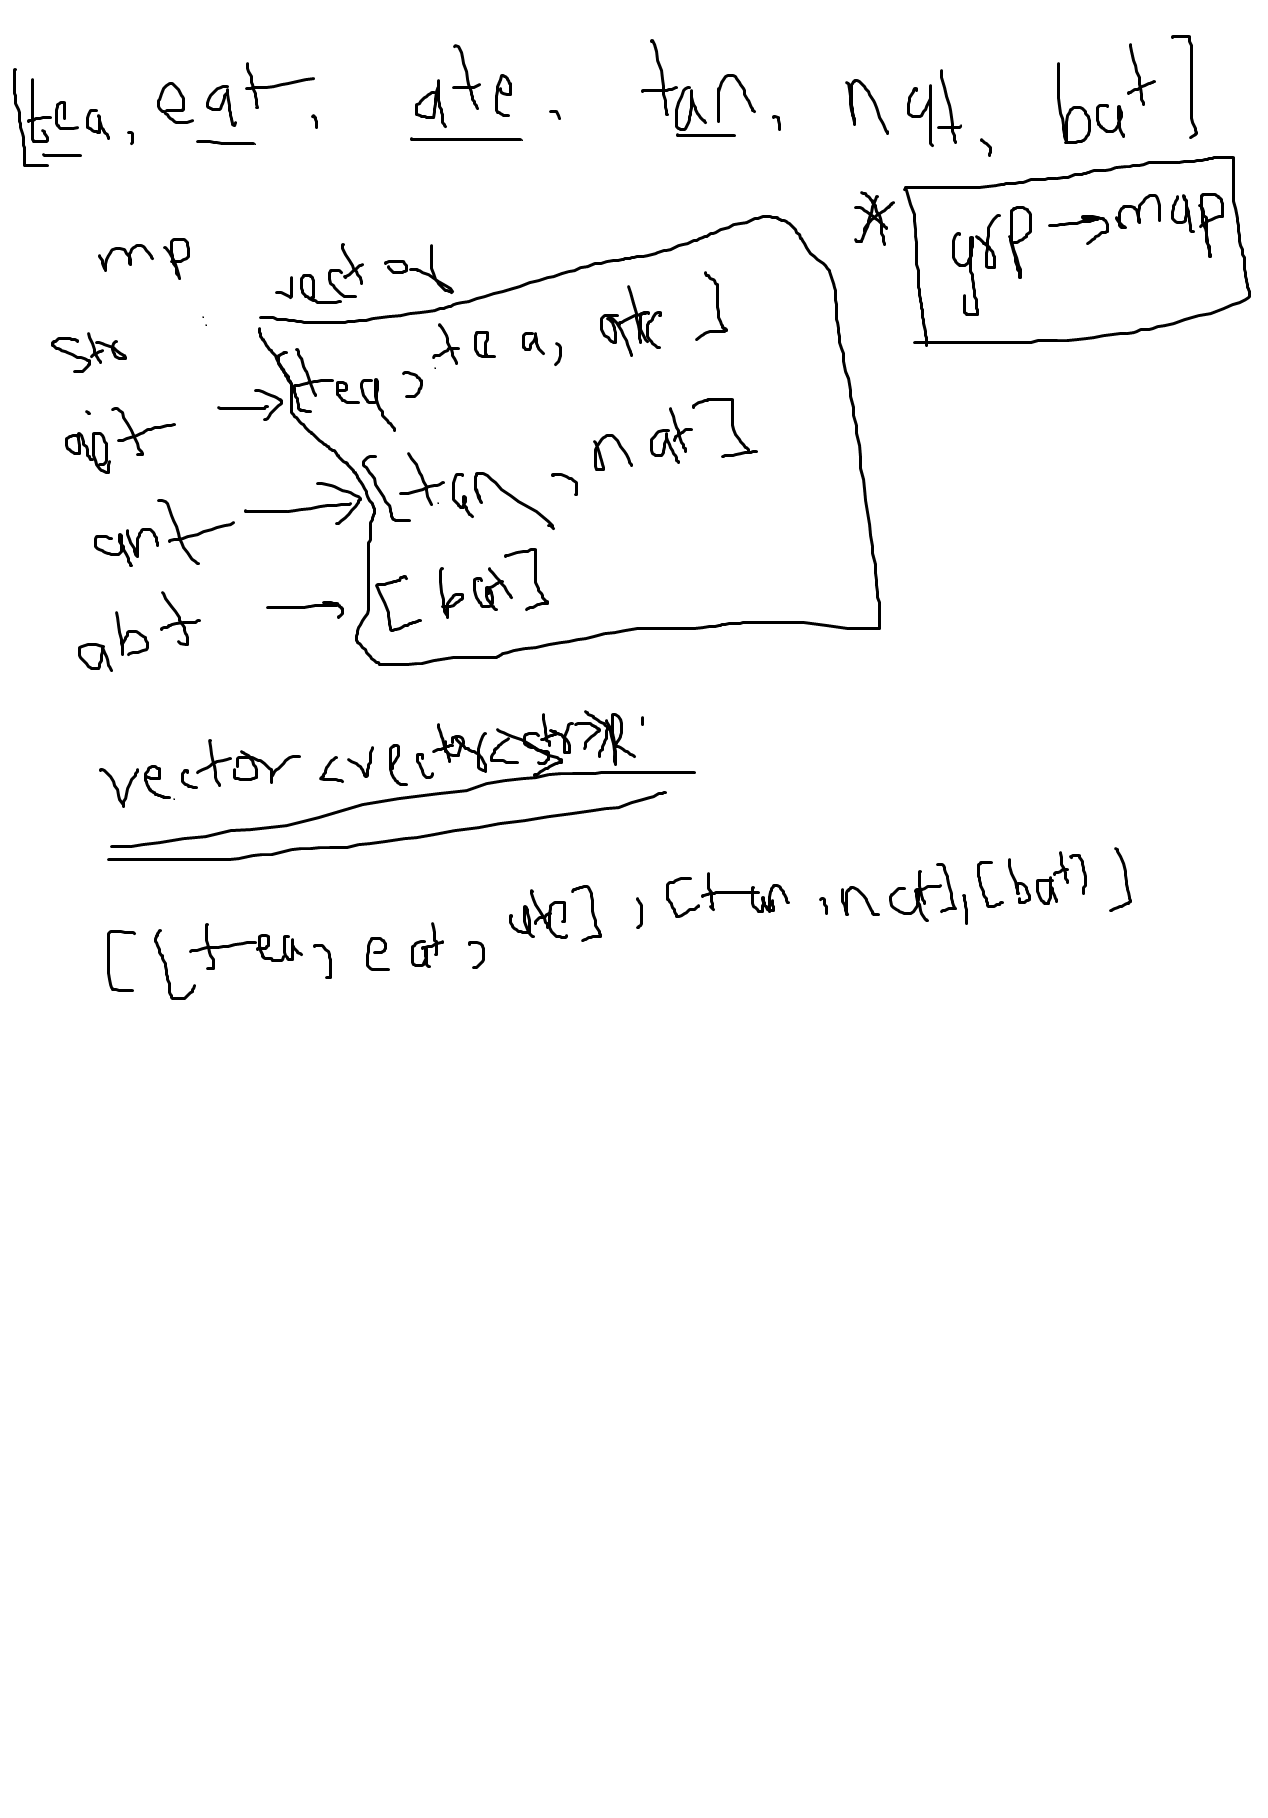 [tea, eat, ate, tan, nat, bat]
* grp → map
mp vector
str
→ [tea, tea, ate]
ant → [tan, nat]
abt → [bat]
vector <vector<str>>
[[tea, eat, ate], [tan, nat], [bat]]